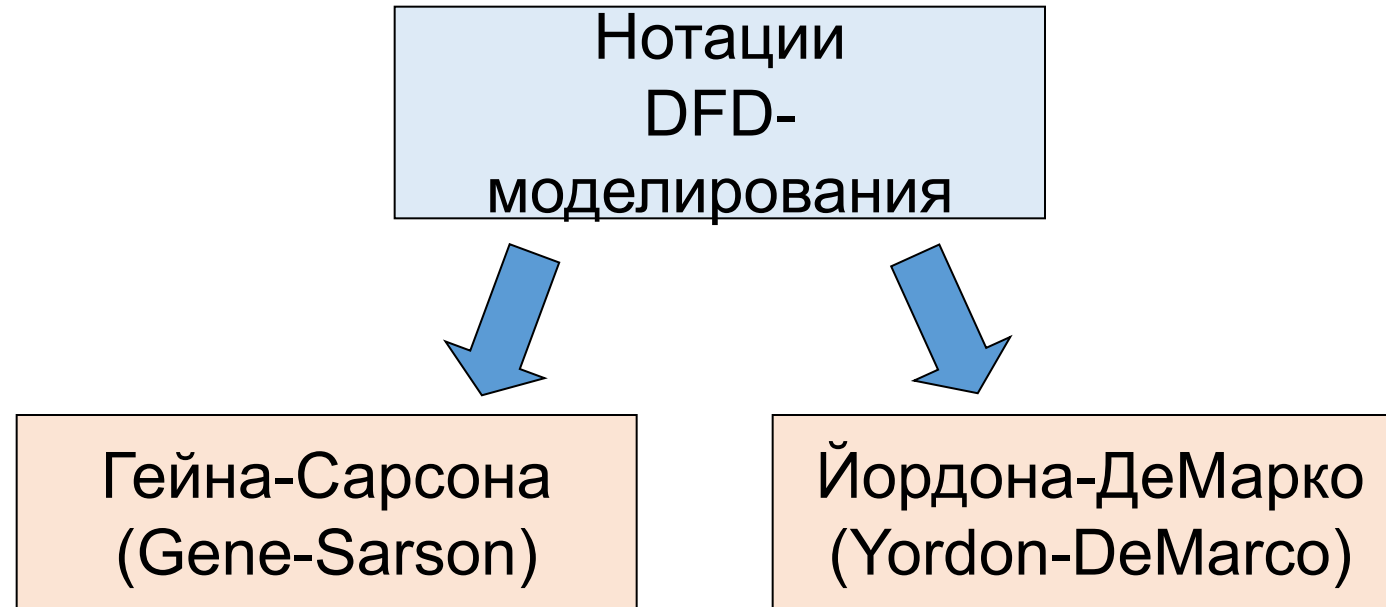 Нотации
DFD-
моделирования
Гейна-Сарсона
(Gene-Sarson)
Йордона-ДеМарко
(Yordon-DeMarco)